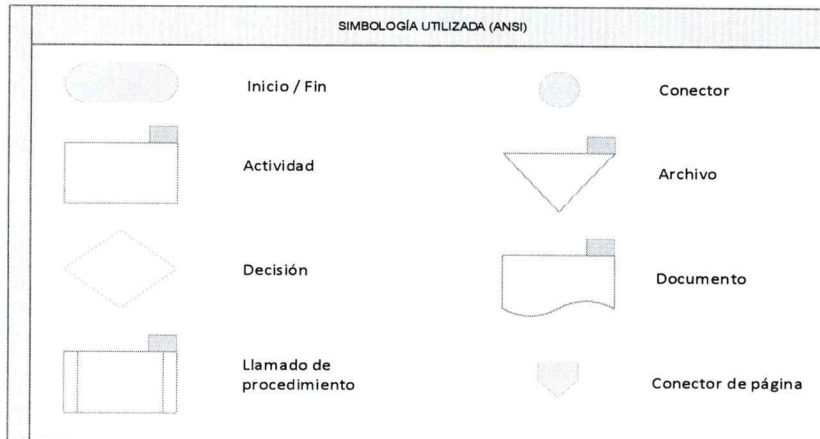 SIMBOLOGÍA UTILIZADA (ANSI)
Inicio / Fin
Conector
Actividad
Archivo
Decisión
Documento
Llamado de
procedimiento
Conector de página